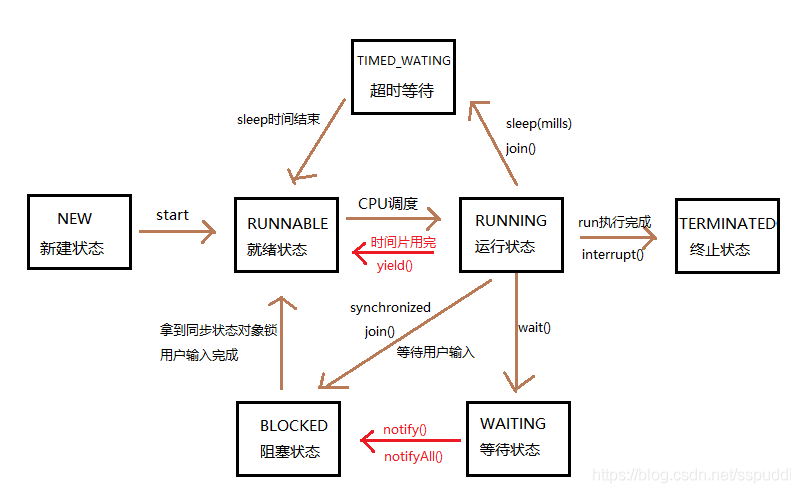 TIMED_WATING
超时等待
sleep时间结束
sleep(mills)
join()
NEW
新建状态
start
RUNNABLE
就绪状态
CPU调度
时间片用完
yield()
RUNNING
运行状态
run执行完成
interrupt()
TERMINATED
终止状态
拿到同步状态对象锁
用户输入完成
synchronized
join()
等待用户输入
wait()
BLOCKED
阻塞状态
notify()
notifyAll()
WAITING
等待状态
https://blog.csdn.net/sspuddi